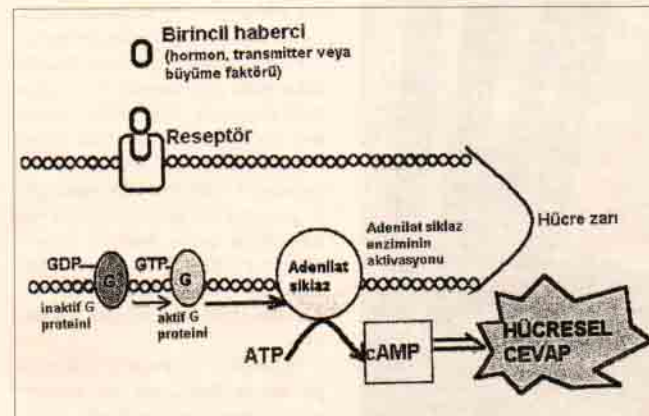 Birincil haberci
(hormon, transmitter veya
büyüme faktörü)
Reseptör
Hücre zarı
Adenilat siklaz
enziminin
aktivasyonu
GDP
GTP
G
G
Adenilat
siklaz
inaktif G
proteini
aktif G
proteini
ATP
cAMP
HÜCRESEL
CEVAP